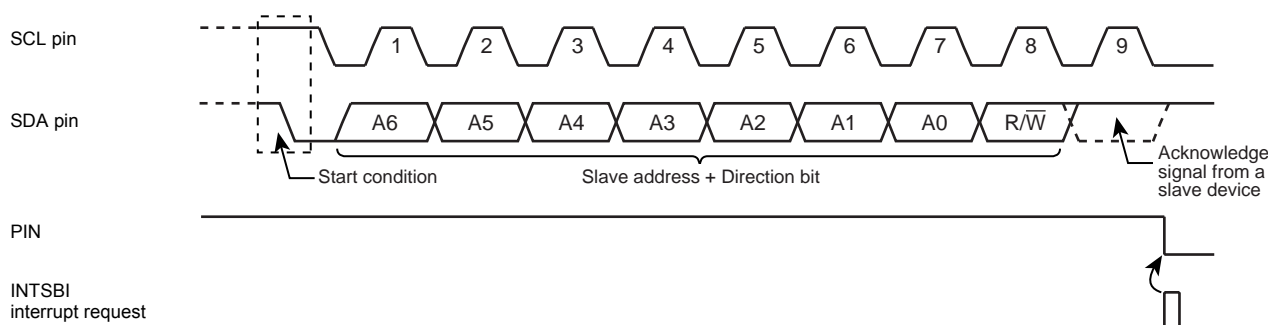 SCL pin
1 2 3 4 5 6 7 8 9
SDA pin
A6 A5 A4 A3 A2 A1 A0 R/W̅
Start condition
Slave address + Direction bit
Acknowledge
signal from a
slave device
PIN
INTSBI
interrupt request